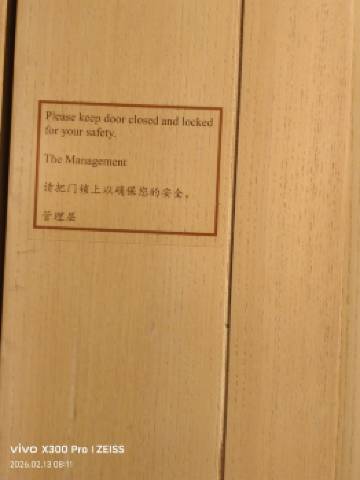 Please keep door closed and locked
for your safety.
The Management
请把门锁上以确保您的安全。
管理层
vivo X300 Pro | ZEISS
2026.02.13 08:11